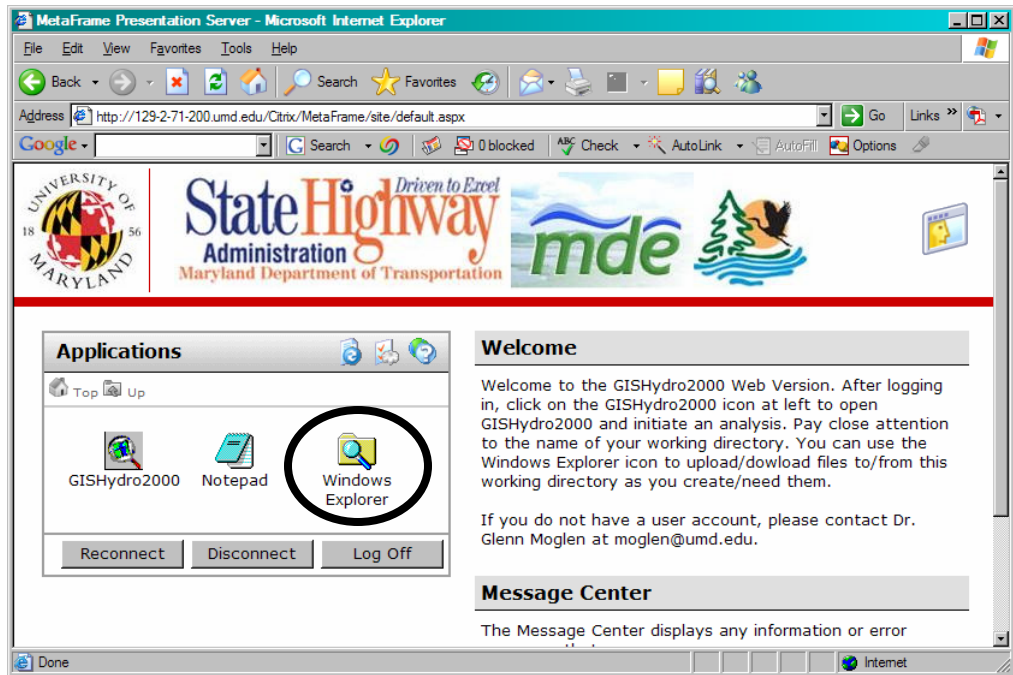 MetaFrame Presentation Server - Microsoft Internet Explorer
File Edit View Favorites Tools Help
Back Search Favorites
Address http://129-2-71-200.umd.edu/Citrix/MetaFrame/site/default.aspx Go Links »
Google Search 0 blocked ABC Check AutoLink AutoFill Options
UNIVERSITY OF MARYLAND
18 56
State Highway
Driven to Excel
Administration
Maryland Department of Transportation
mde
Applications
Top Up
GISHydro2000 Notepad Windows Explorer
Reconnect Disconnect Log Off
Welcome
Welcome to the GISHydro2000 Web Version. After logging
in, click on the GISHydro2000 icon at left to open
GISHydro2000 and initiate an analysis. Pay close attention
to the name of your working directory. You can use the
Windows Explorer icon to upload/dowload files to/from this
working directory as you create/need them.
If you do not have a user account, please contact Dr.
Glenn Moglen at moglen@umd.edu.
Message Center
The Message Center displays any information or error
Done Internet